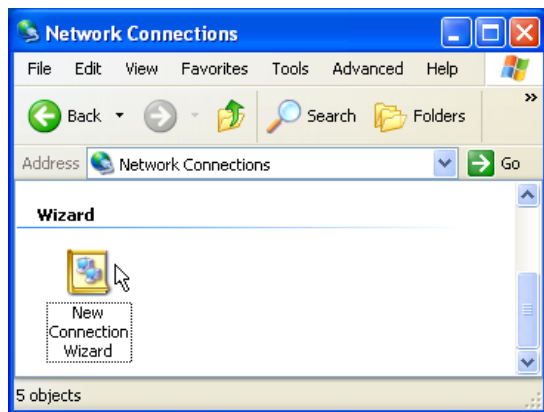 Network Connections
File Edit View Favorites Tools Advanced Help
Back Search Folders »
Address Network Connections Go
Wizard
New
Connection
Wizard
5 objects